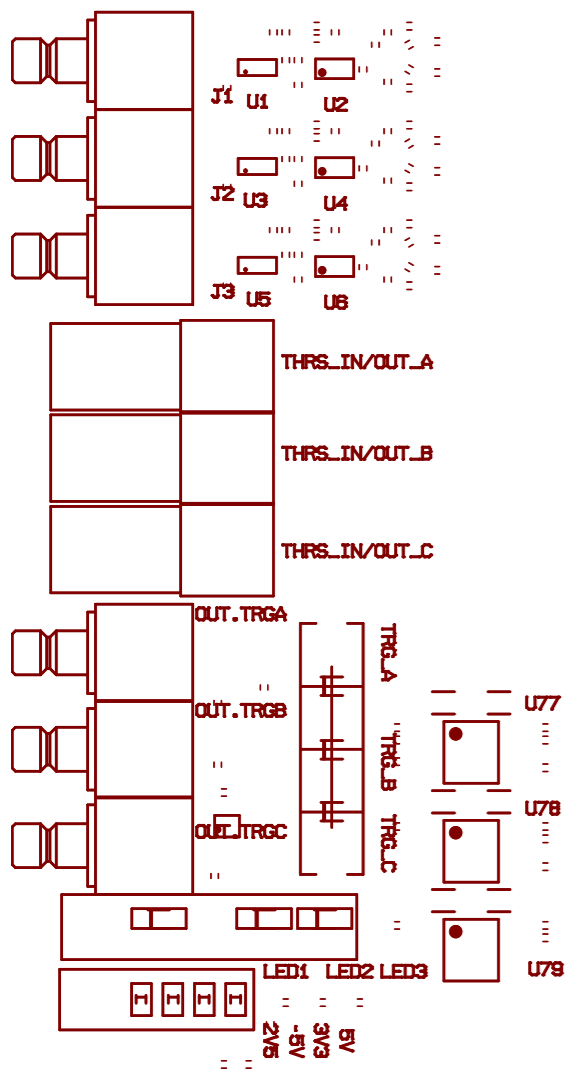 J1
U1
U2
J2
U3
U4
J3
U5
U6
THRS_IN/OUT_A
THRS_IN/OUT_B
THRS_IN/OUT_C
OUT.TRGA
TRG_A
OUT.TRGB
U77
TRG_B
U78
OUT.TRGC
TRG_C
LED1
LED2
LED3
U79
2V5
-5V
3V3
5V